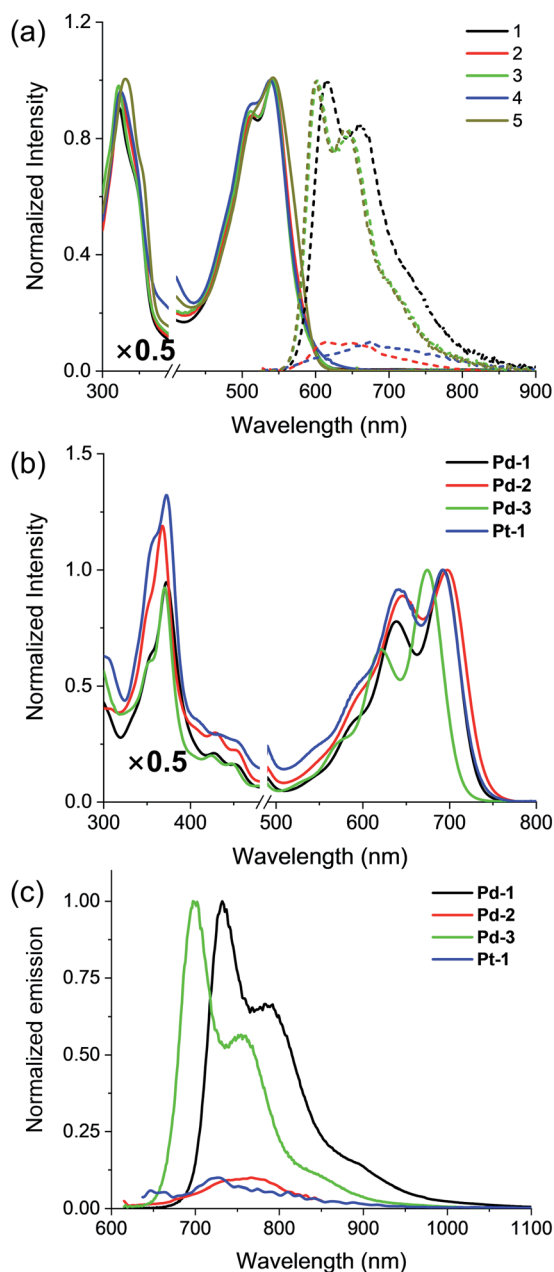 (a)
1.2
0.8
0.4
0.0
Normalized Intensity
1
2
3
4
5
×0.5
300 500 600 700 800 900
Wavelength (nm)
(b)
1.5
1.0
0.5
0.0
Normalized Intensity
Pd-1
Pd-2
Pd-3
Pt-1
×0.5
300 400 500 600 700 800
Wavelength (nm)
(c)
1.00
0.75
0.50
0.25
0.00
Normalized emission
Pd-1
Pd-2
Pd-3
Pt-1
600 700 800 900 1000 1100
Wavelength (nm)